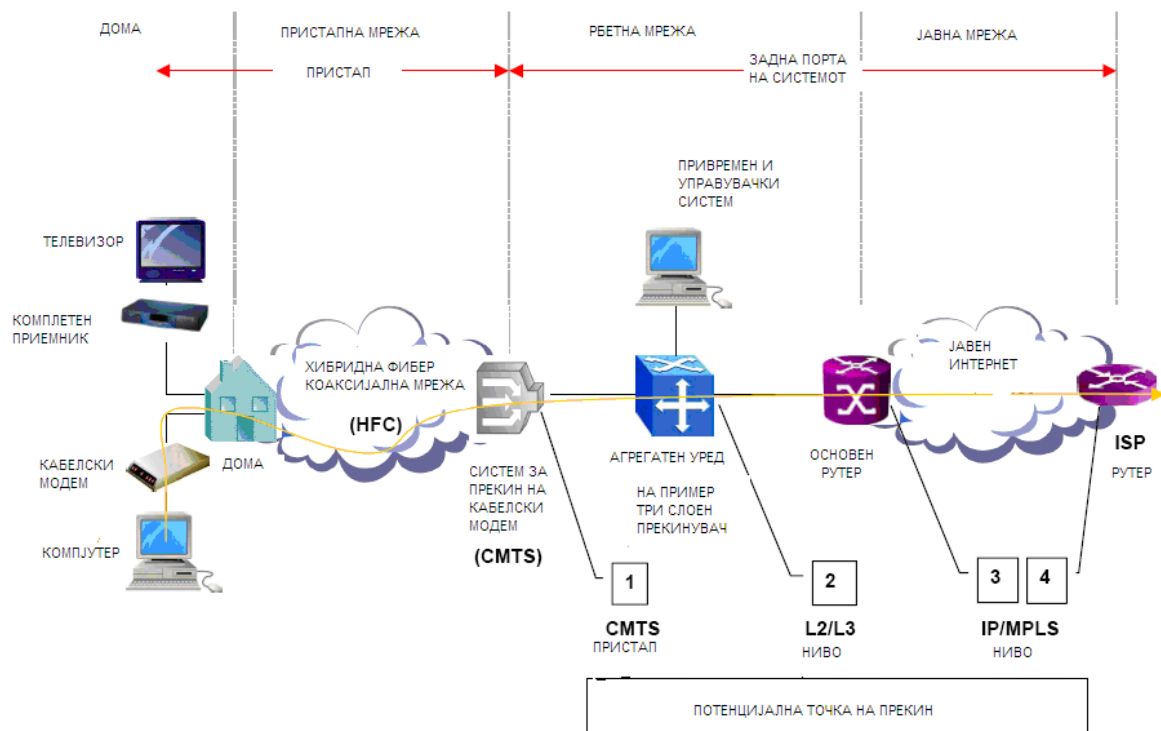 ДОМА
ПРИСТАПНА МРЕЖА
РБЕТНА МРЕЖА
ЈАВНА МРЕЖА
ПРИСТАП
ЗАДНА ПОРТА
НА СИСТЕМОТ
ПРИВРЕМЕН И
УПРАВУВАЧКИ
СИСТЕМ
ТЕЛЕВИЗОР
КОМПЛЕТЕН
ПРИЕМНИК
ХИБРИДНА ФИБЕР
КОАКСИЈАЛНА МРЕЖА
(HFC)
ЈАВЕН
ИНТЕРНЕТ
КАБЕЛСКИ
МОДЕМ
ДОМА
СИСТЕМ ЗА
ПРЕКИН НА
КАБЕЛСКИ
МОДЕМ
(CMTS)
АГРЕГАТЕН УРЕД
НА ПРИМЕР
ТРИ СЛОЕН
ПРЕКИНУВАЧ
ОСНОВЕН
РУТЕР
ISP
РУТЕР
КОМПЈУТЕР
1
2
3
4
CMTS
ПРИСТАП
L2/L3
НИВО
IP/MPLS
НИВО
ПОТЕНЦИЈАЛНА ТОЧКА НА ПРЕКИН